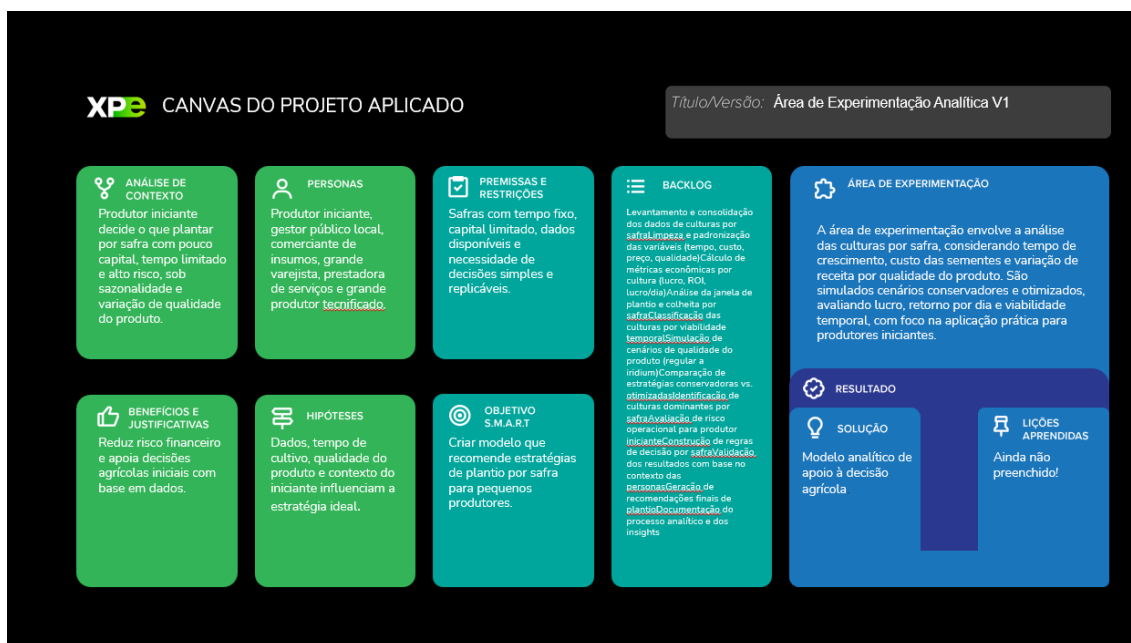 XPe CANVAS DO PROJETO APLICADO
Título/Versão: Área de Experimentação Analítica V1
ANÁLISE DE
CONTEXTO
Produtor iniciante
decide o que plantar
por safra com pouco
capital, tempo limitado
e alto risco, sob
sazonalidade e
variação de qualidade
do produto.
PERSONAS
Produtor iniciante,
gestor público local,
comerciante de
insumos, grande
varejista, prestadora
de serviços e grande
produtor tecnificado.
PREMISSAS E
RESTRIÇÕES
Safras com tempo fixo,
capital limitado, dados
disponíveis e
necessidade de
decisões simples e
replicáveis.
BACKLOG
Levantamento e consolidação
dos dados de culturas por
safraLimpeza e padronização
das variáveis (tempo, custo,
preço, qualidade)Cálculo de
métricas econômicas por
cultura (lucro, ROI,
lucro/dia)Análise da janela de
plantio e colheita por
safraClassificação das
culturas por viabilidade
temporalSimulação de
cenários de qualidade do
produto (regular a
iridium)Comparação de
estratégias conservadoras vs.
otimizadasIdentificação de
culturas dominantes por
safraAvaliação de risco
operacional para produtor
inicianteConstrução de regras
de decisão por safraValidação
dos resultados com base no
contexto das
personasGeração de
recomendações finais de
plantioDocumentação do
processo analítico e dos
insights
ÁREA DE EXPERIMENTAÇÃO
A área de experimentação envolve a análise
das culturas por safra, considerando tempo de
crescimento, custo das sementes e variação de
receita por qualidade do produto. São
simulados cenários conservadores e otimizados,
avaliando lucro, retorno por dia e viabilidade
temporal, com foco na aplicação prática para
produtores iniciantes.
BENEFÍCIOS E
JUSTIFICATIVAS
Reduz risco financeiro
e apoia decisões
agrícolas iniciais com
base em dados.
HIPÓTESES
Dados, tempo de
cultivo, qualidade do
produto e contexto do
iniciante influenciam a
estratégia ideal.
OBJETIVO
S.M.A.R.T
Criar modelo que
recomende estratégias
de plantio por safra
para pequenos
produtores.
RESULTADO
SOLUÇÃO
Modelo analítico de
apoio à decisão
agrícola
LIÇÕES
APRENDIDAS
Ainda não
preenchido!